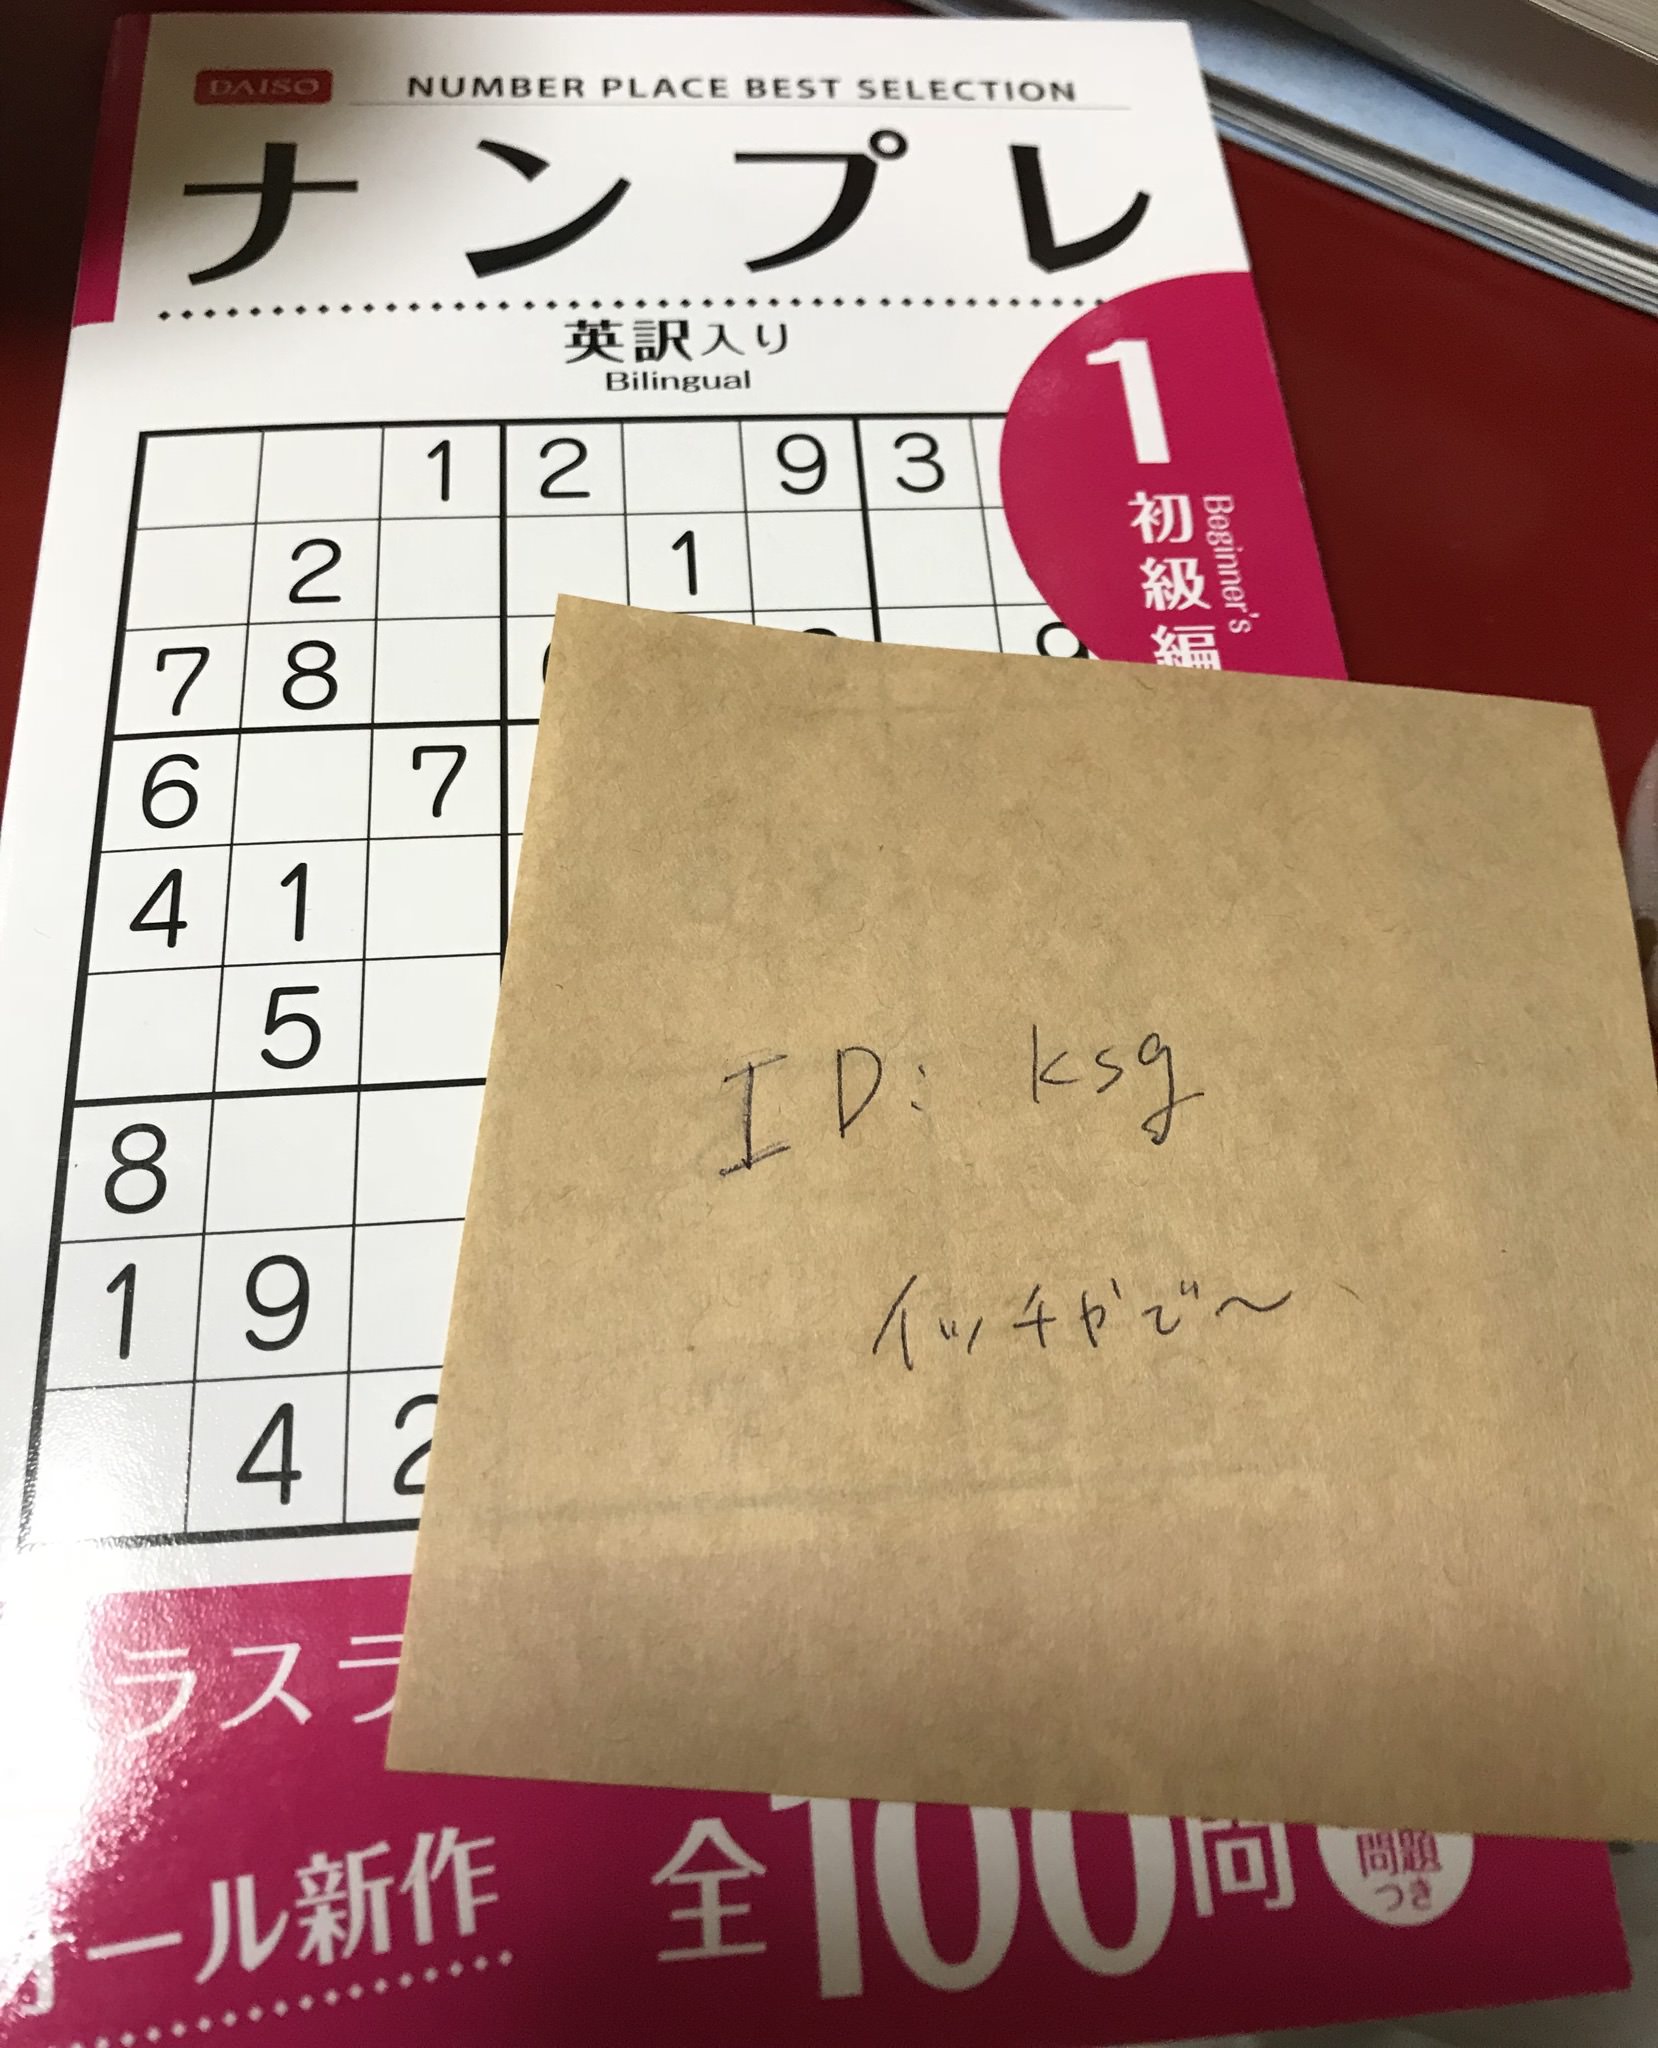 DAISO NUMBER PLACE BEST SELECTION
ナンプレ
英訳入り
Bilingual
1
初級編
Beginner's
1 2 9 3
2 1
7 8
6 7
4 1
5
8
1 9
4 2
ID: ksg
イッチやで〜
ラスラ
ール新作
全100問
問題
つき